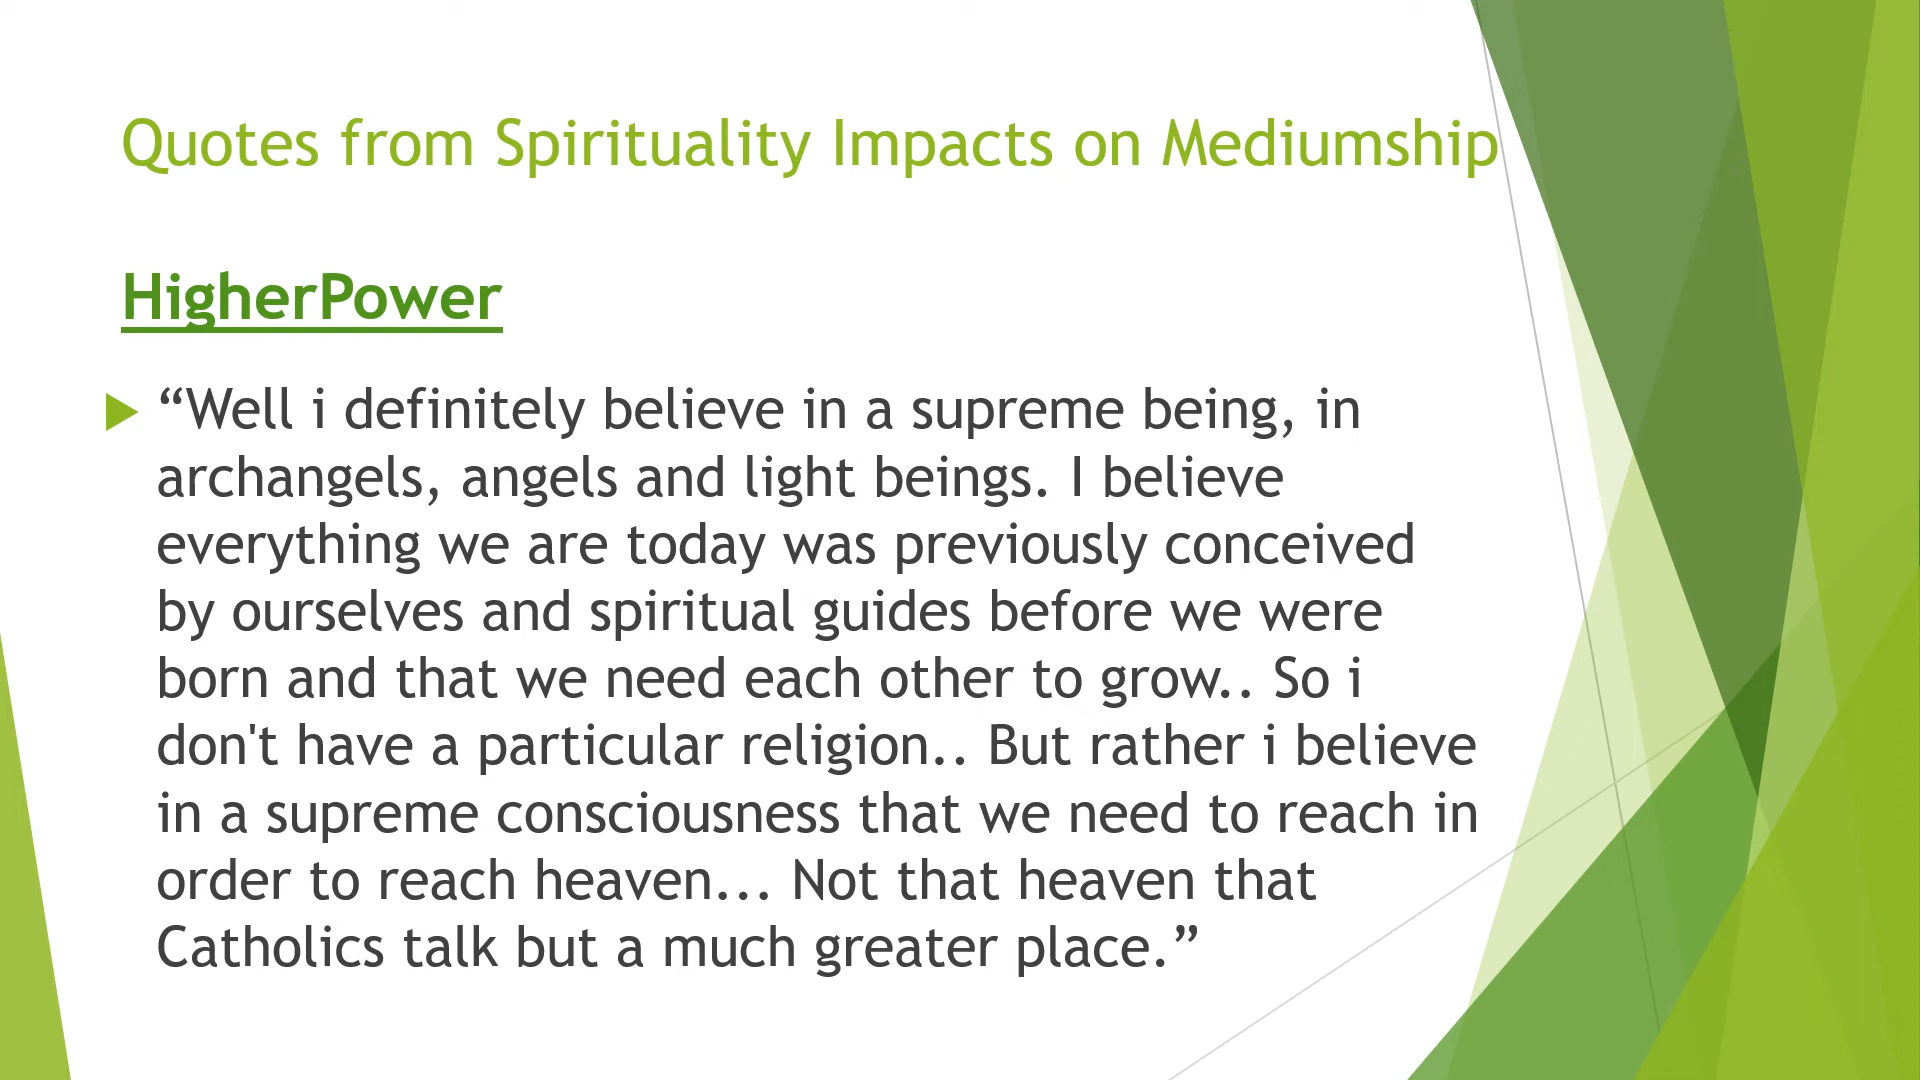 Quotes from Spirituality Impacts on Mediumship
HigherPower
“Well i definitely believe in a supreme being, in
archangels, angels and light beings. I believe
everything we are today was previously conceived
by ourselves and spiritual guides before we were
born and that we need each other to grow.. So i
don't have a particular religion.. But rather i believe
in a supreme consciousness that we need to reach in
order to reach heaven... Not that heaven that
Catholics talk but a much greater place.”